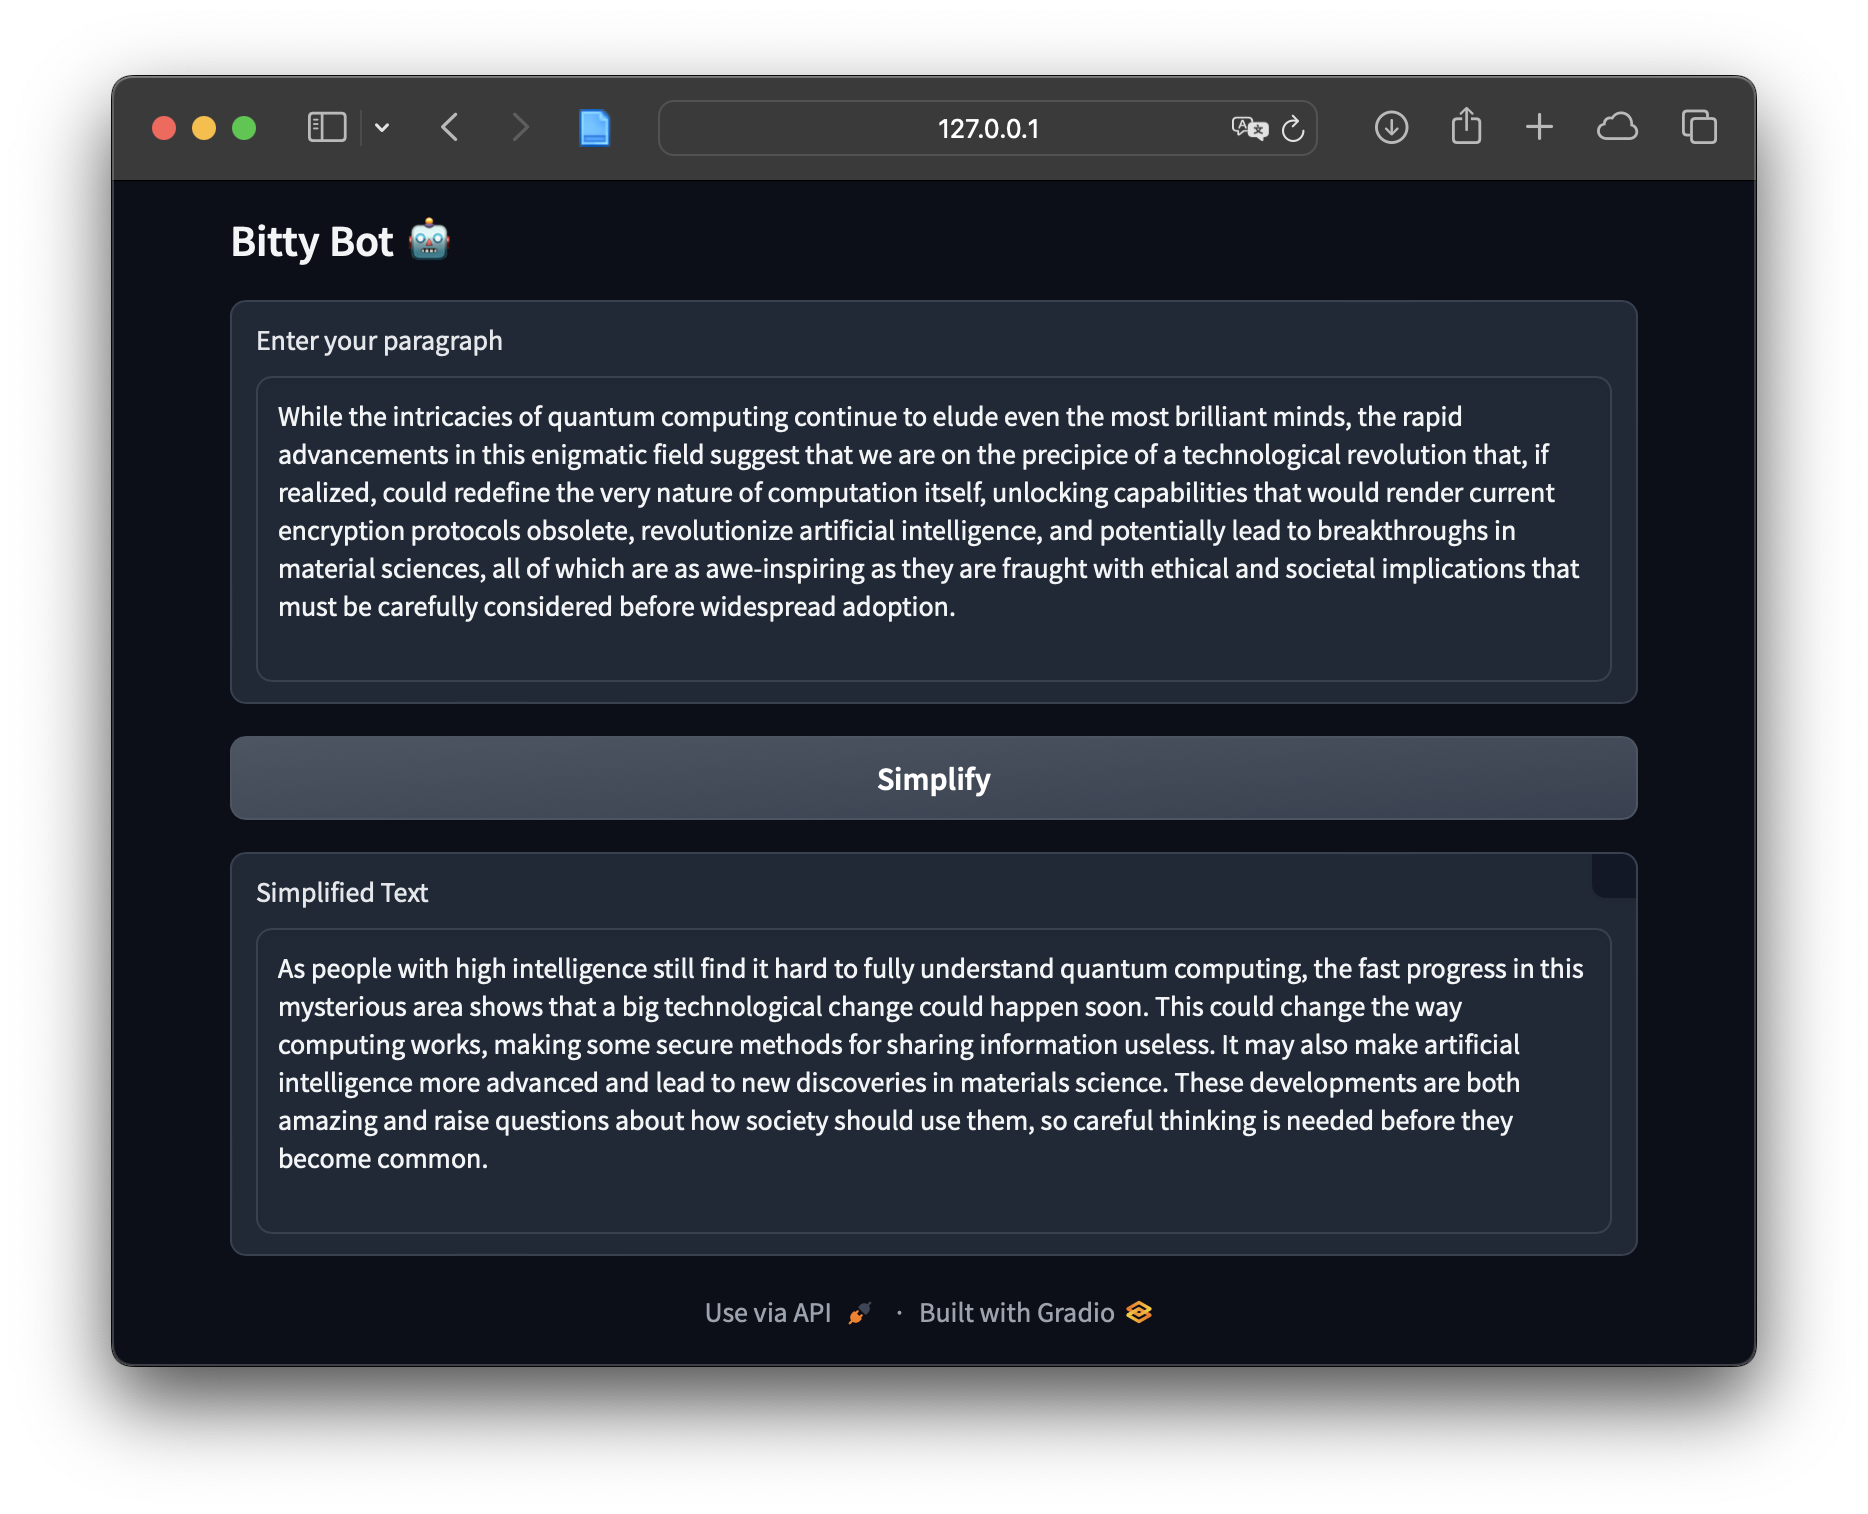 127.0.0.1
Bitty Bot 🤖
Enter your paragraph
While the intricacies of quantum computing continue to elude even the most brilliant minds, the rapid
advancements in this enigmatic field suggest that we are on the precipice of a technological revolution that, if
realized, could redefine the very nature of computation itself, unlocking capabilities that would render current
encryption protocols obsolete, revolutionize artificial intelligence, and potentially lead to breakthroughs in
material sciences, all of which are as awe-inspiring as they are fraught with ethical and societal implications that
must be carefully considered before widespread adoption.
Simplify
Simplified Text
As people with high intelligence still find it hard to fully understand quantum computing, the fast progress in this
mysterious area shows that a big technological change could happen soon. This could change the way
computing works, making some secure methods for sharing information useless. It may also make artificial
intelligence more advanced and lead to new discoveries in materials science. These developments are both
amazing and raise questions about how society should use them, so careful thinking is needed before they
become common.
Use via API · Built with Gradio